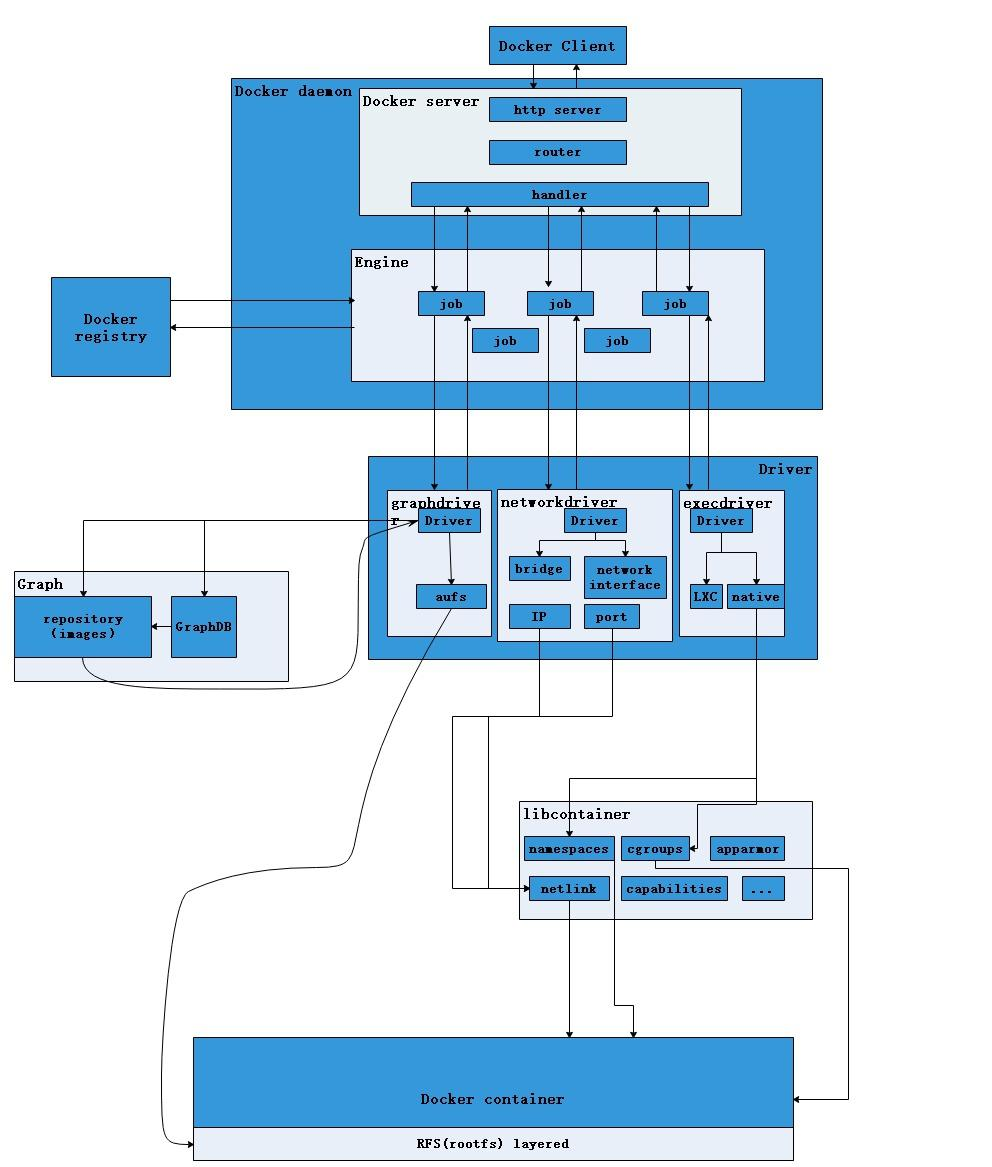 Docker Client
Docker daemon
Docker server
http server
router
handler
Engine
job
job
job
job
job
Docker
registry
Driver
graphdrive
r
Driver
aufs
networkdriver
Driver
bridge
network
interface
IP
port
execdriver
Driver
LXC
native
Graph
repository
(images)
GraphDB
libcontainer
namespaces
cgroups
apparmor
netlink
capabilities
...
Docker container
RFS(rootfs) layered